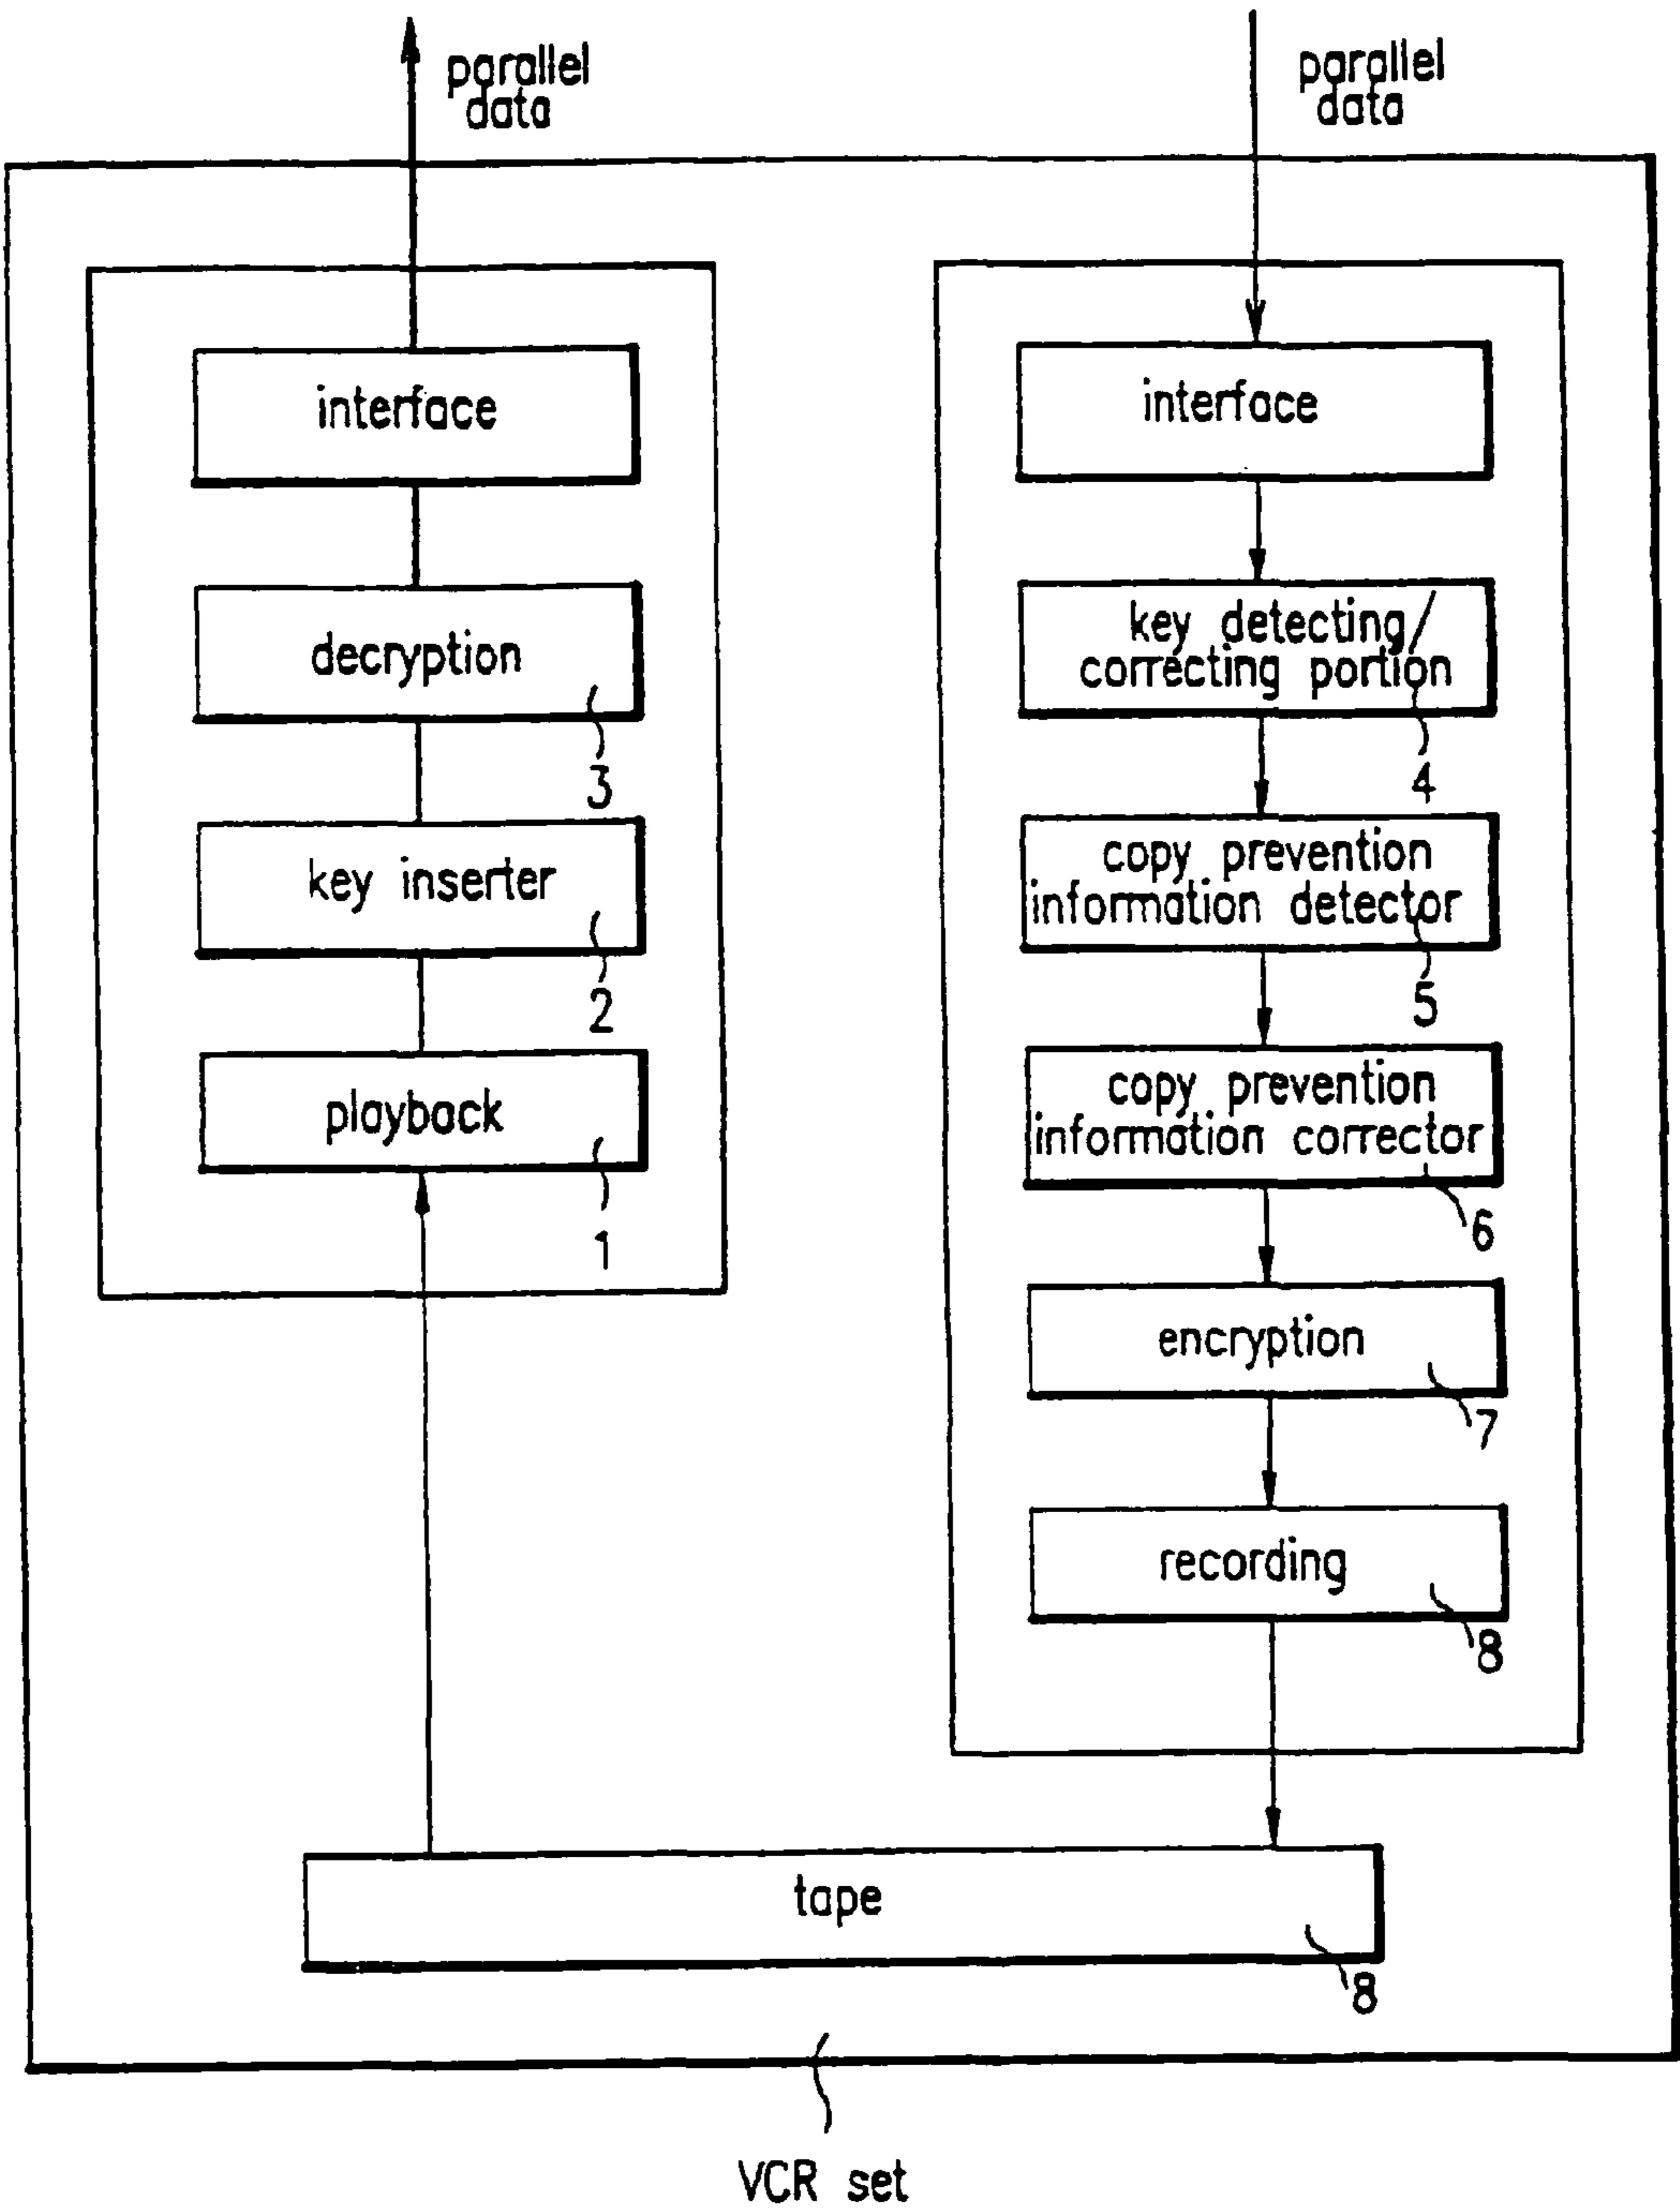 parallel
data
parallel
data
interface
decryption
3
key inserter
2
playback
1
interface
key detecting/
correcting portion
4
copy prevention
information detector
5
copy prevention
information corrector
6
encryption
7
recording
8
tape
8
VCR set